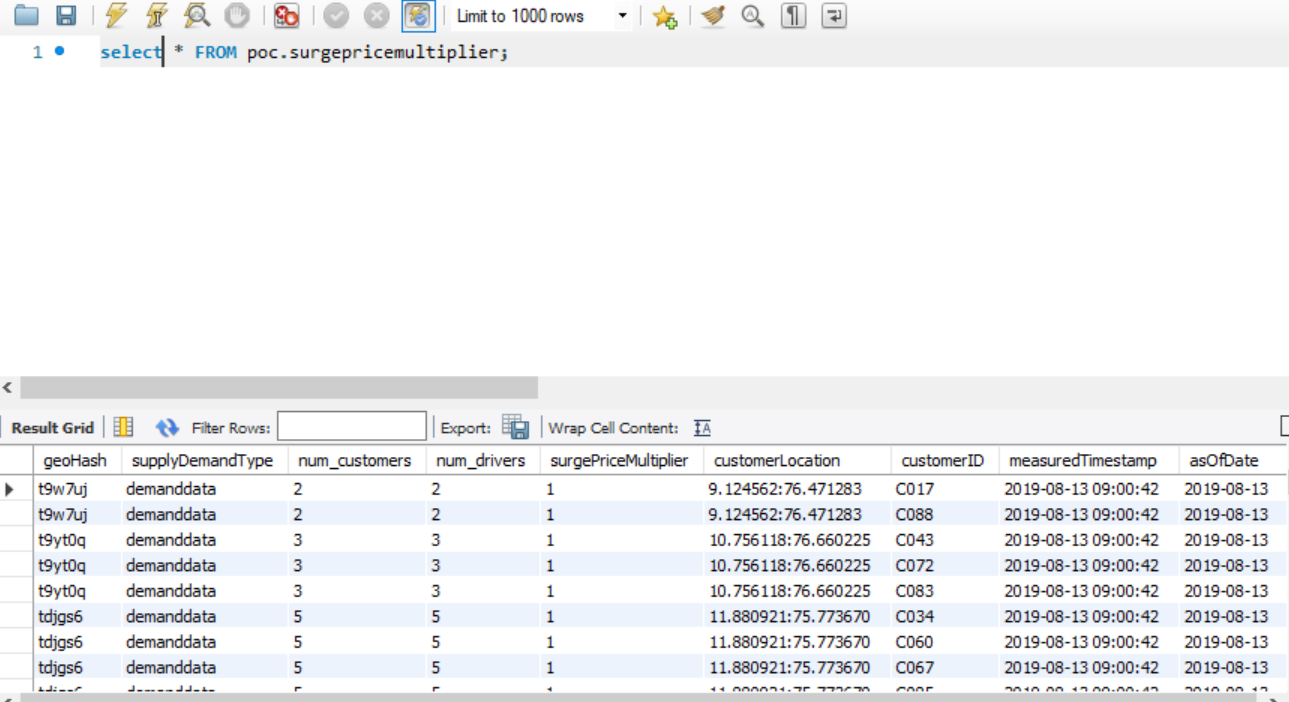 Limit to 1000 rows
1 select * FROM poc.surgepricemultiplier;
Result Grid Filter Rows: Export: Wrap Cell Content:
geoHash supplyDemandType num_customers num_drivers surgePriceMultiplier customerLocation customerID measuredTimestamp asOfDate
t9w7uj demanddata 2 2 1 9.124562:76.471283 C017 2019-08-13 09:00:42 2019-08-13
t9w7uj demanddata 2 2 1 9.124562:76.471283 C088 2019-08-13 09:00:42 2019-08-13
t9yt0q demanddata 3 3 1 10.756118:76.660225 C043 2019-08-13 09:00:42 2019-08-13
t9yt0q demanddata 3 3 1 10.756118:76.660225 C072 2019-08-13 09:00:42 2019-08-13
t9yt0q demanddata 3 3 1 10.756118:76.660225 C083 2019-08-13 09:00:42 2019-08-13
tdjgs6 demanddata 5 5 1 11.880921:75.773670 C034 2019-08-13 09:00:42 2019-08-13
tdjgs6 demanddata 5 5 1 11.880921:75.773670 C060 2019-08-13 09:00:42 2019-08-13
tdjgs6 demanddata 5 5 1 11.880921:75.773670 C067 2019-08-13 09:00:42 2019-08-13